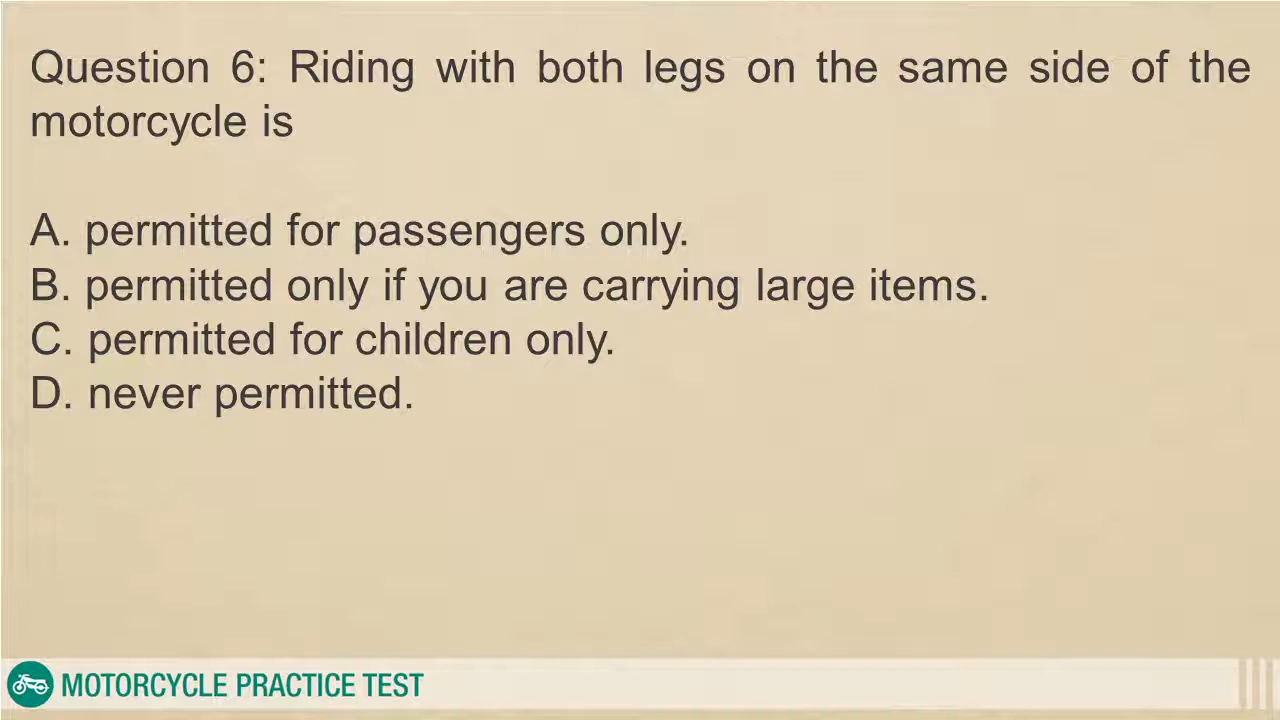 Question 6: Riding with both legs on the same side of the
motorcycle is
A. permitted for passengers only.
B. permitted only if you are carrying large items.
C. permitted for children only.
D. never permitted.
MOTORCYCLE PRACTICE TEST